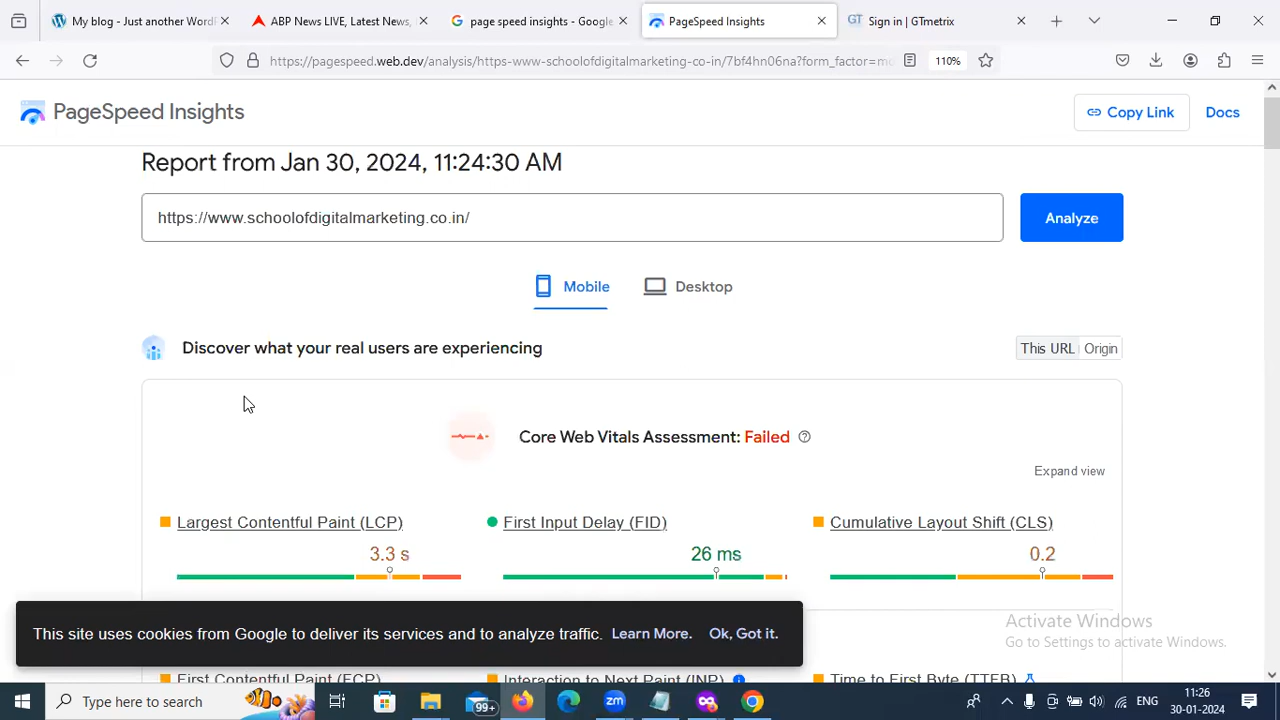 My blog - Just another WordP
ABP News LIVE, Latest News,
page speed insights - Google
PageSpeed Insights
GT Sign in | GTmetrix
https://pagespeed.web.dev/analysis/https-www-schoolofdigitalmarketing-co-in/7bf4hn06na?form_factor=mo
110%
PageSpeed Insights
Copy Link
Docs
Report from Jan 30, 2024, 11:24:30 AM
https://www.schoolofdigitalmarketing.co.in/
Analyze
Mobile
Desktop
Discover what your real users are experiencing
This URL
Origin
Core Web Vitals Assessment: Failed
Expand view
Largest Contentful Paint (LCP)
3.3 s
First Input Delay (FID)
26 ms
Cumulative Layout Shift (CLS)
0.2
This site uses cookies from Google to deliver its services and to analyze traffic. Learn More. Ok, Got it.
Activate Windows
Go to Settings to activate Windows.
First Contentful Paint (FCP)
Interaction to Next Paint (INP)
Time to First Byte (TTFB)
Type here to search
99+
zm
ENG
11:26
30-01-2024